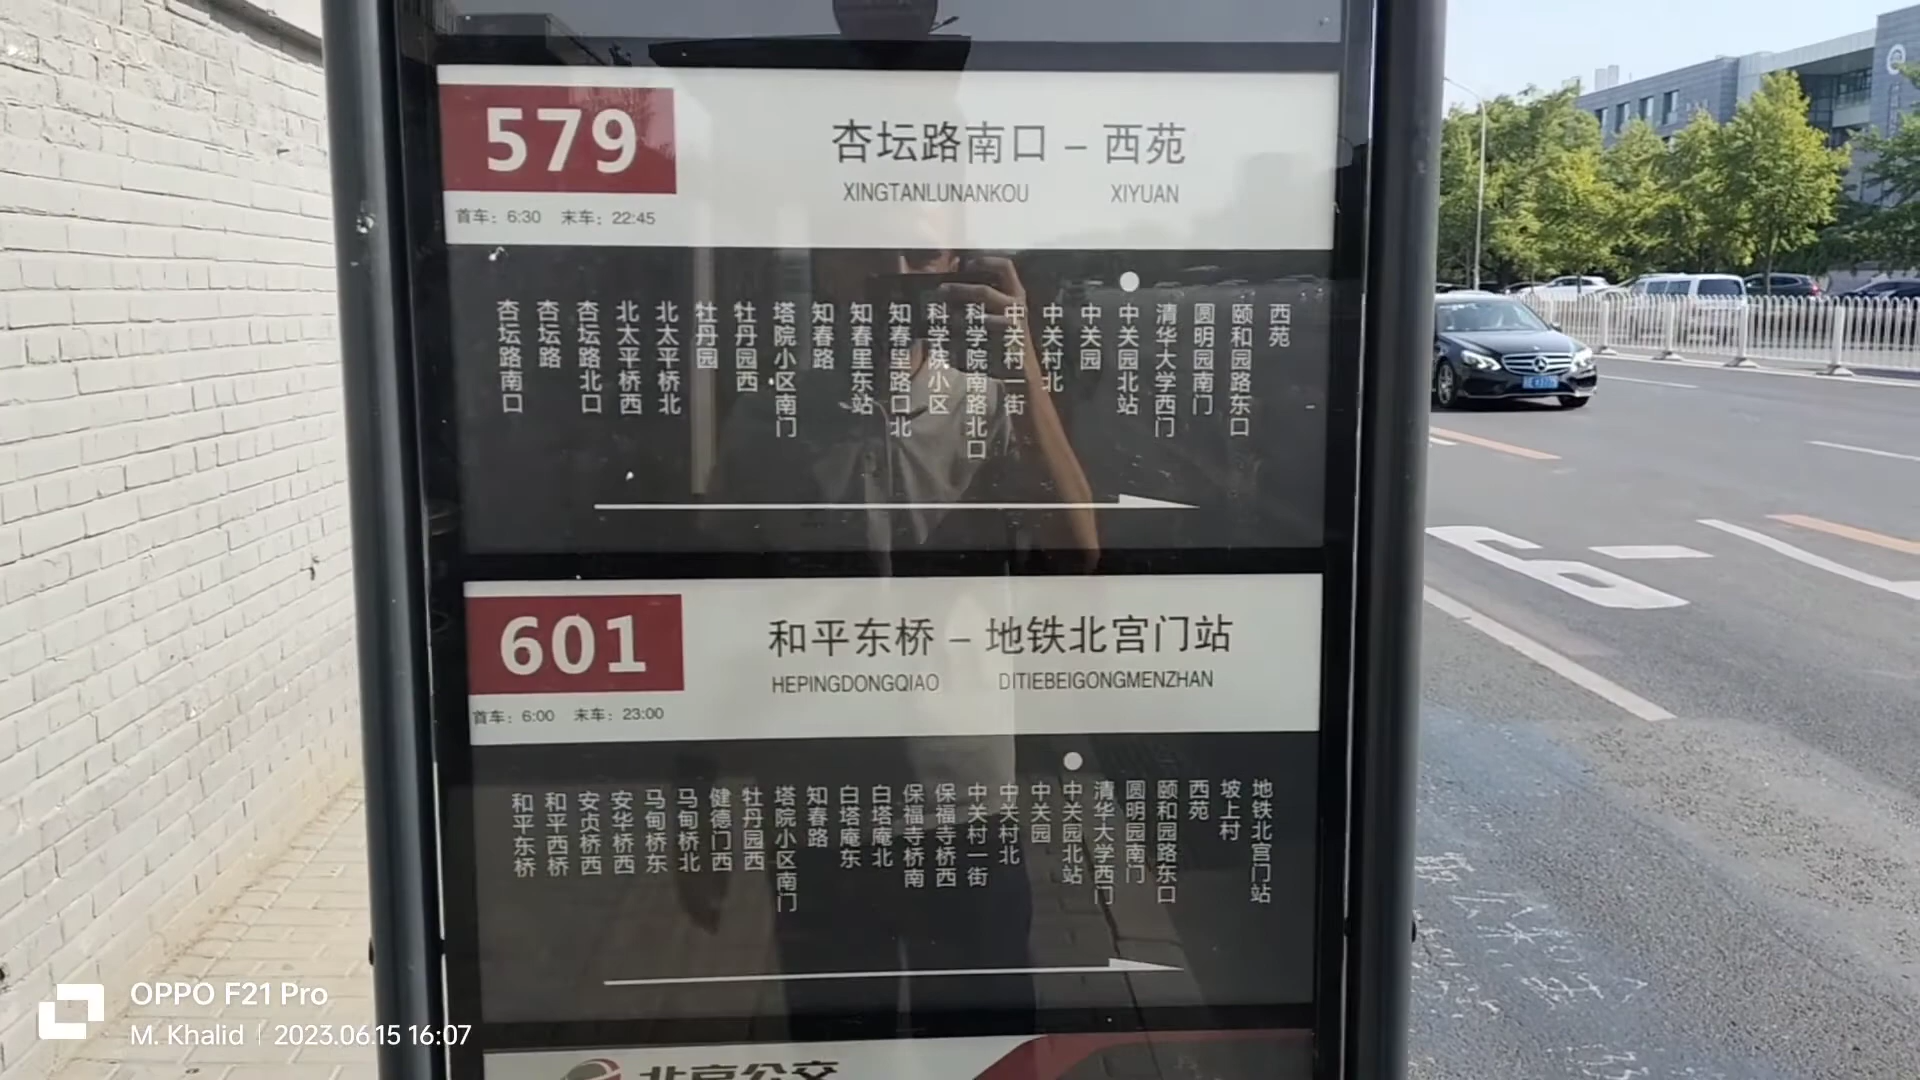 579
杏坛路南口 – 西苑
XINGTANLUNANKOU XIYUAN
首车: 6:30 末车: 22:45
杏坛路南口
杏坛路
杏坛路北口
北太平桥西
北太平桥北
牡丹园
牡丹园西
塔院小区南门
知春路
知春里东站
知春里路口北
科学院小区
科学院南路北口
中关村一街
中关村北
中关园
中关园北站
清华大学西门
圆明园南门
颐和园路东口
西苑
601
和平东桥 – 地铁北宫门站
HEPINGDONGQIAO DITIEBEIGONGMENZHAN
首车: 6:00 末车: 23:00
和平东桥
和平西桥
安贞桥西
安华桥西
马甸桥东
马甸桥北
健德门西
牡丹园西
塔院小区南门
知春路
白塔庵东
白塔庵北
保福寺桥南
保福寺桥西
中关村一街
中关村北
中关园
中关园北站
清华大学西门
圆明园南门
颐和园路东口
西苑
坡上村
地铁北宫门站
北京公交
OPPO F21 Pro
M. Khalid | 2023.06.15 16:07